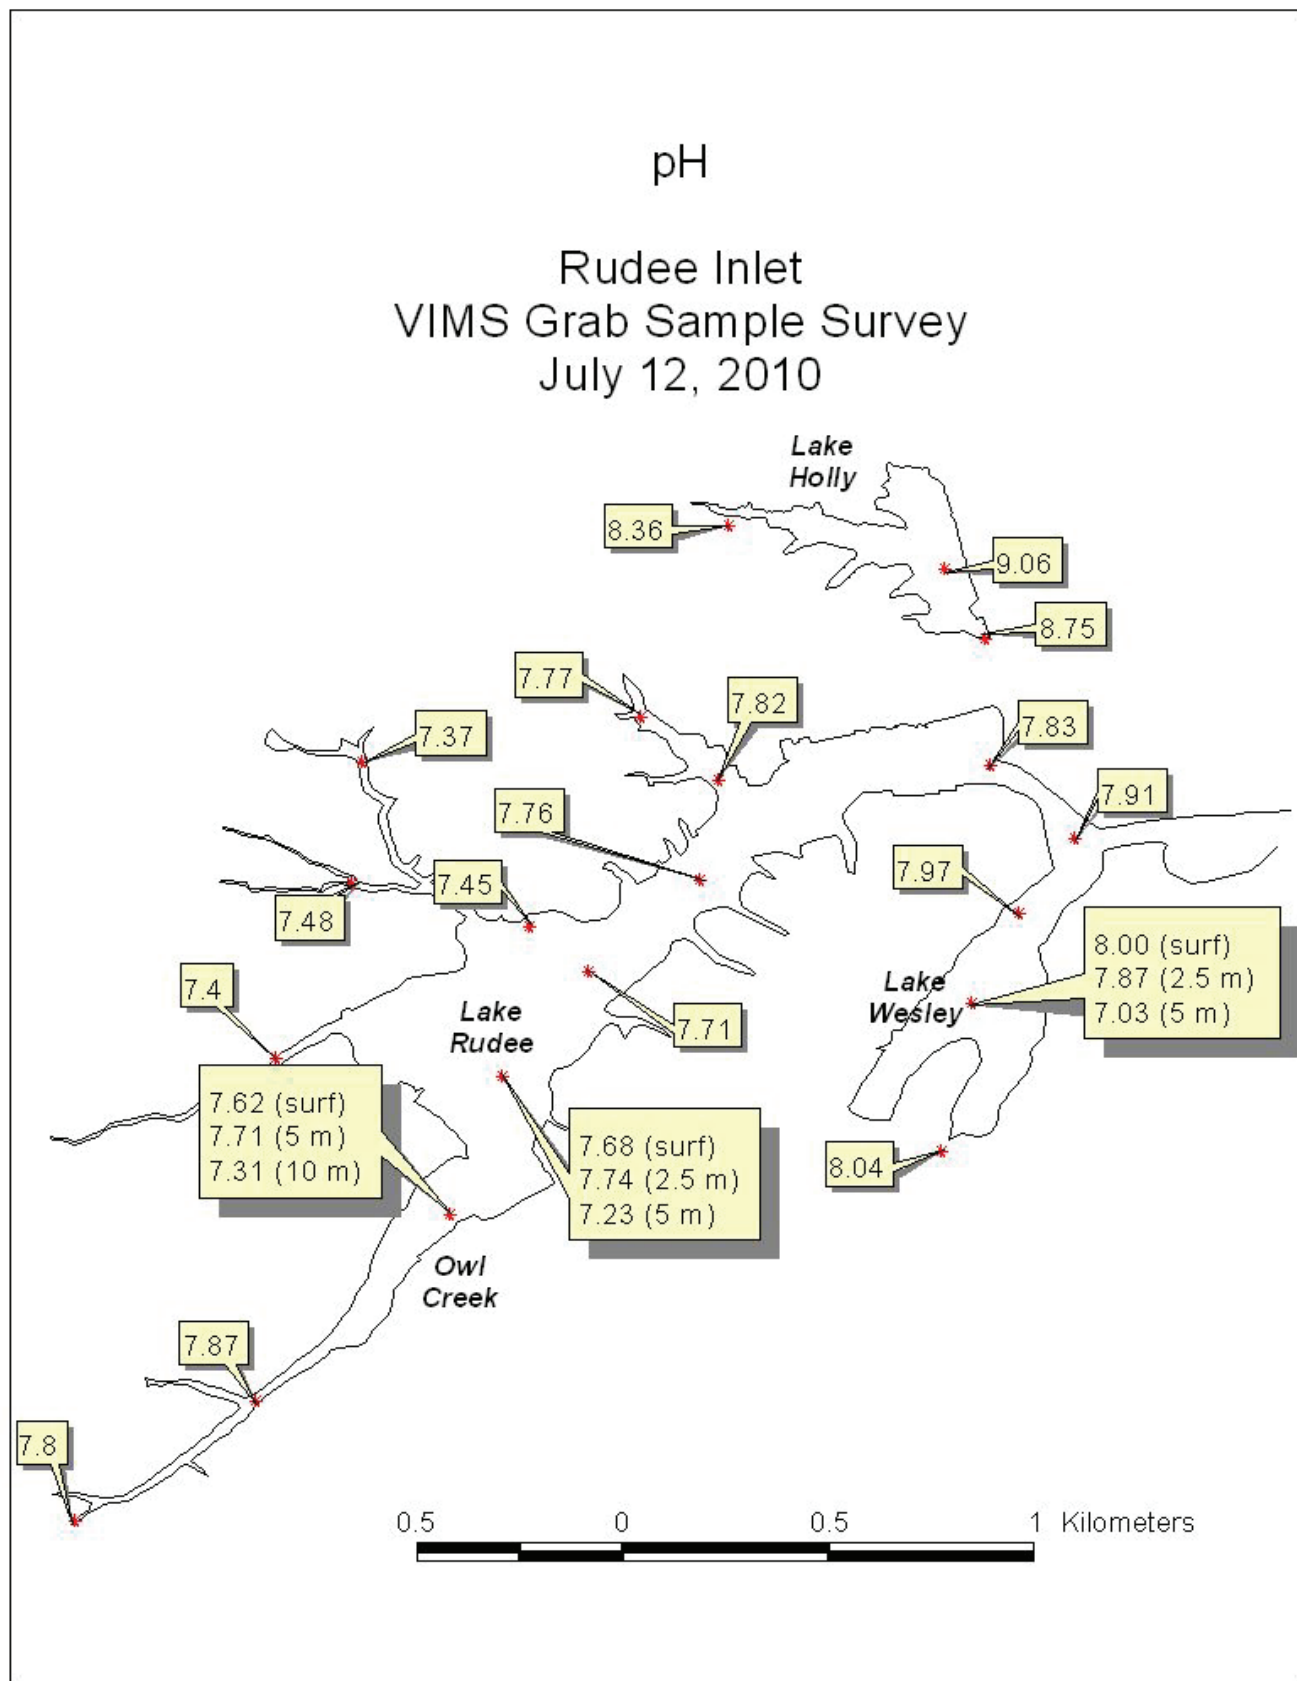 pH
Rudee Inlet
VIMS Grab Sample Survey
July 12, 2010
Lake
Holly
8.36
9.06
8.75
7.77
7.82
7.83
7.37
7.91
7.76
7.97
7.45
7.48
8.00 (surf)
7.87 (2.5 m)
7.03 (5 m)
7.4
Lake
Wesley
7.71
Lake
Rudee
7.62 (surf)
7.71 (5 m)
7.31 (10 m)
7.68 (surf)
7.74 (2.5 m)
7.23 (5 m)
8.04
Owl
Creek
7.87
7.8
0.5 0 0.5 1 Kilometers